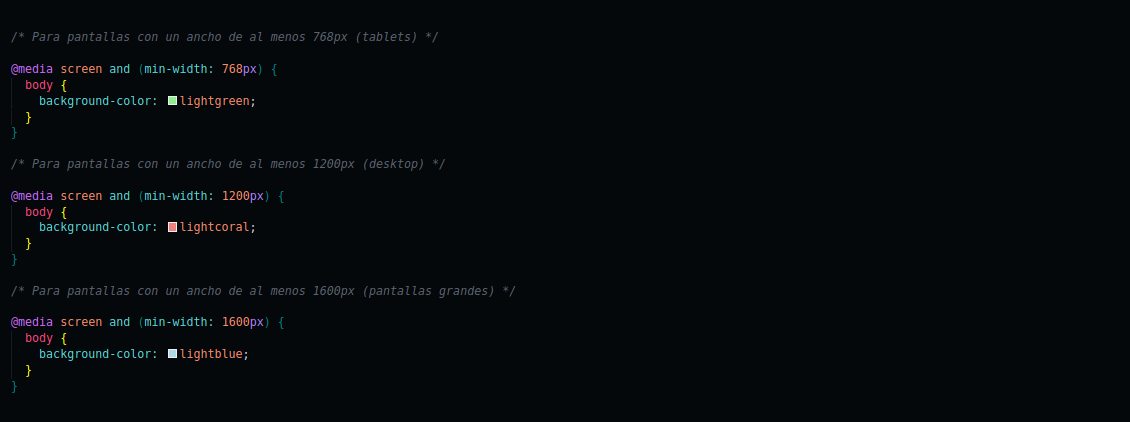 /* Para pantallas con un ancho de al menos 768px (tablets) */
@media screen and (min-width: 768px) {
body {
background-color: lightgreen;
}
}
/* Para pantallas con un ancho de al menos 1200px (desktop) */
@media screen and (min-width: 1200px) {
body {
background-color: lightcoral;
}
}
/* Para pantallas con un ancho de al menos 1600px (pantallas grandes) */
@media screen and (min-width: 1600px) {
body {
background-color: lightblue;
}
}